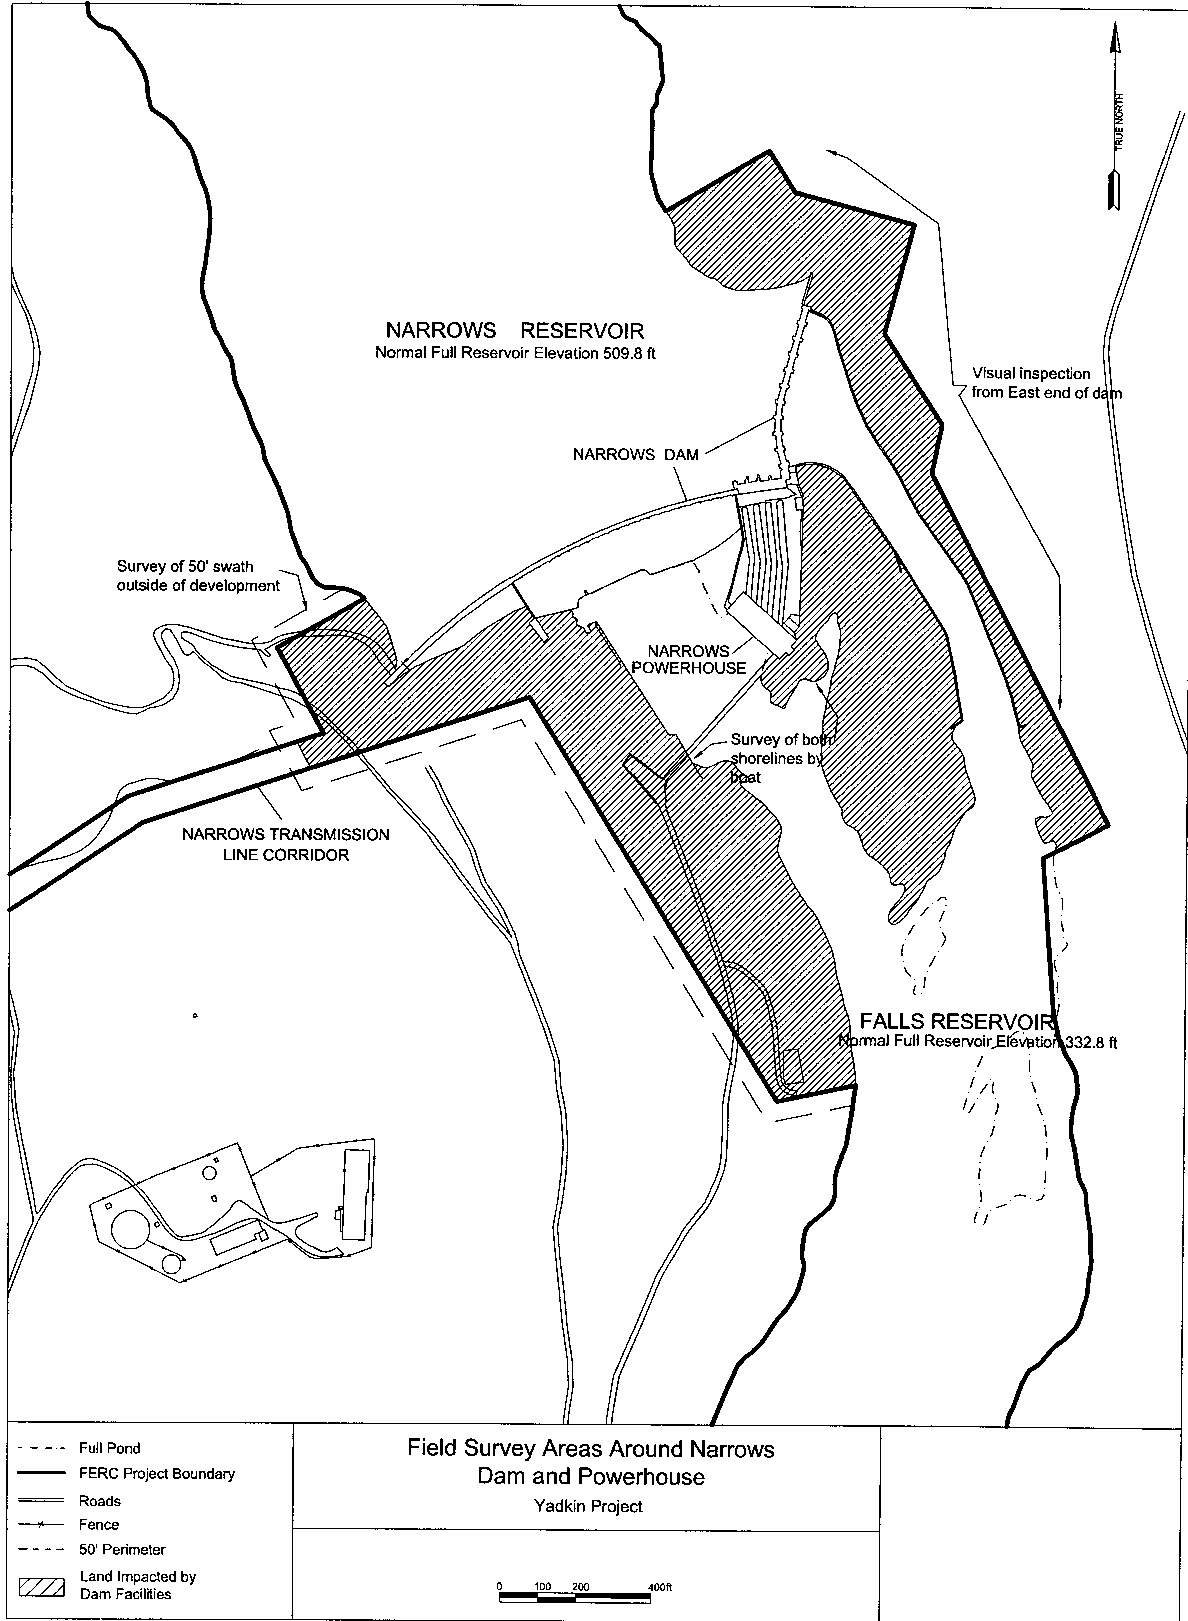 TRUE NORTH
NARROWS RESERVOIR
Normal Full Reservoir Elevation 509.8 ft
Visual inspection
from East end of dam
NARROWS DAM
Survey of 50' swath
outside of development
NARROWS
POWERHOUSE
Survey of both
shorelines by
boat
NARROWS TRANSMISSION
LINE CORRIDOR
FALLS RESERVOIR
Normal Full Reservoir Elevation 332.8 ft
Full Pond
FERC Project Boundary
Roads
Fence
50' Perimeter
Land Impacted by
Dam Facilities
Field Survey Areas Around Narrows
Dam and Powerhouse
Yadkin Project
0 100 200 400ft